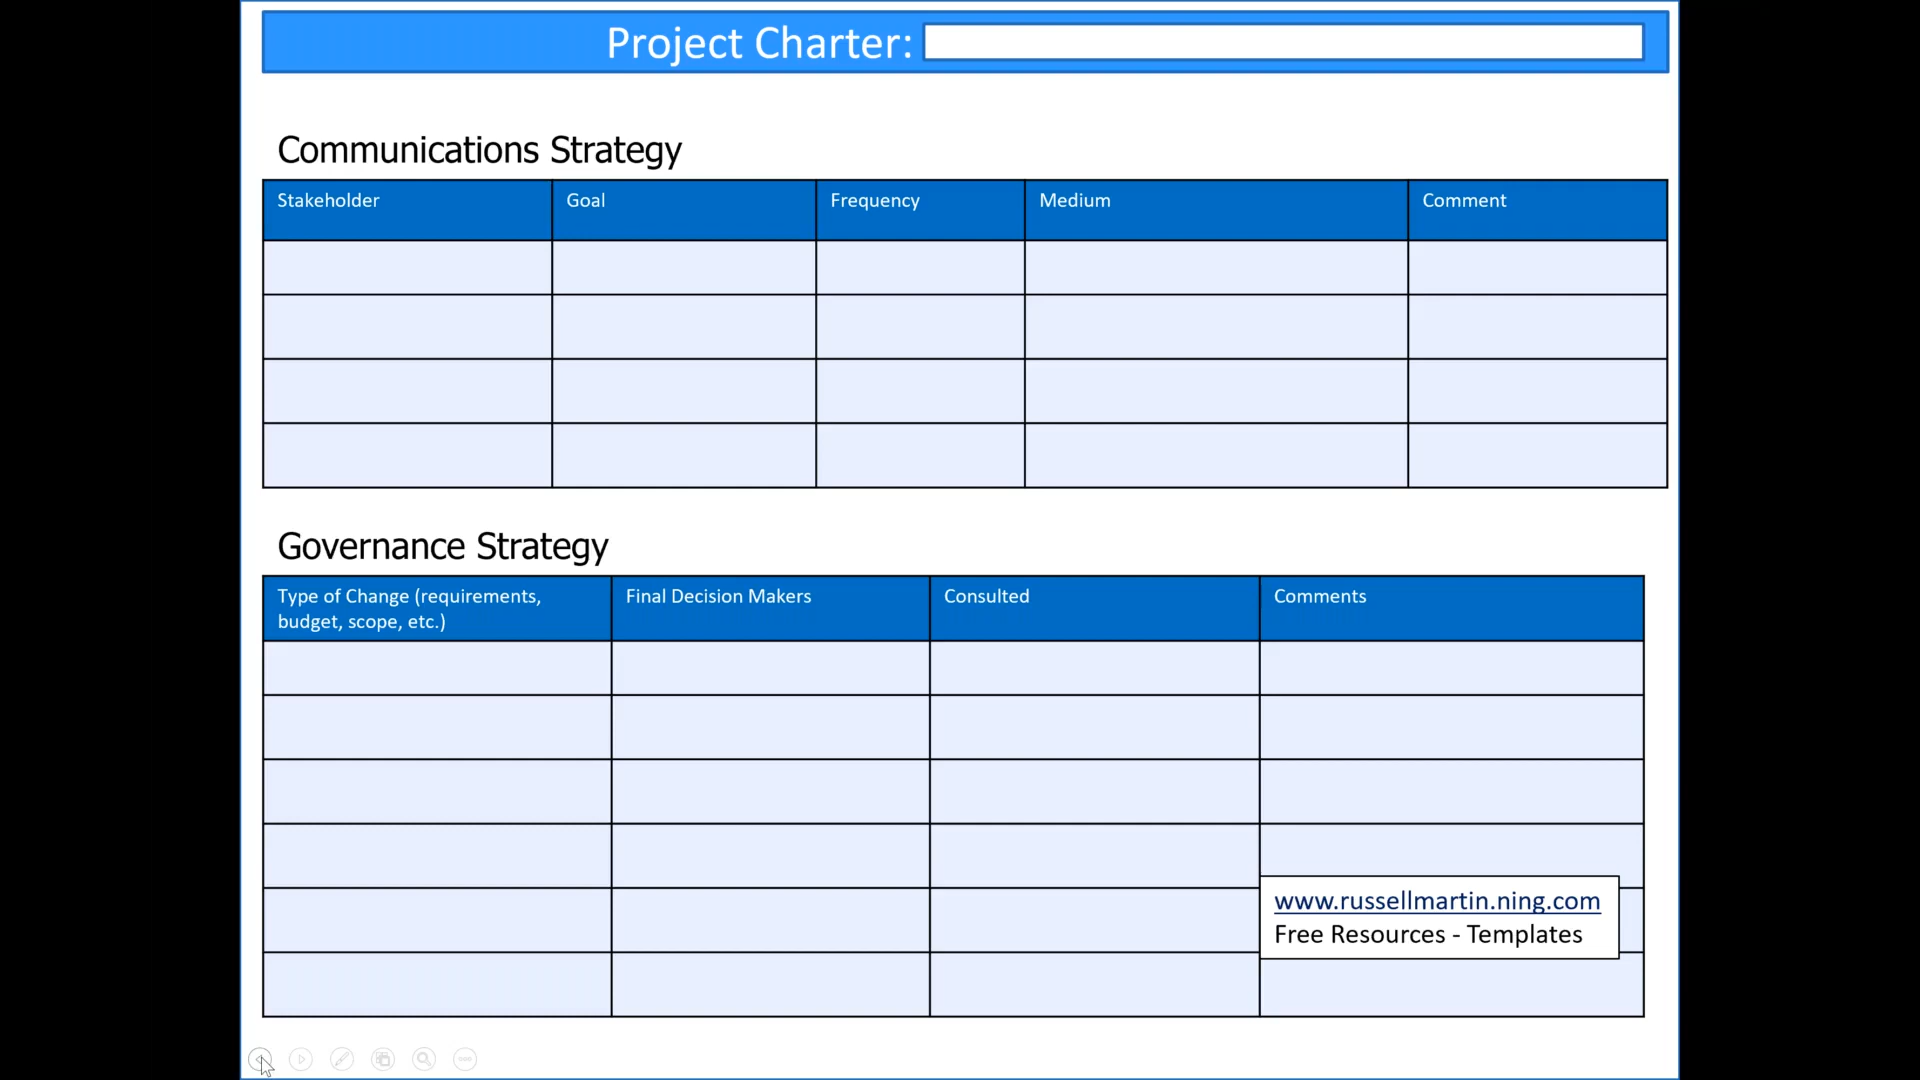 Project Charter:
Communications Strategy
Stakeholder Goal Frequency Medium Comment
Governance Strategy
Type of Change (requirements,
budget, scope, etc.)
Final Decision Makers Consulted Comments
www.russellmartin.ning.com
Free Resources - Templates